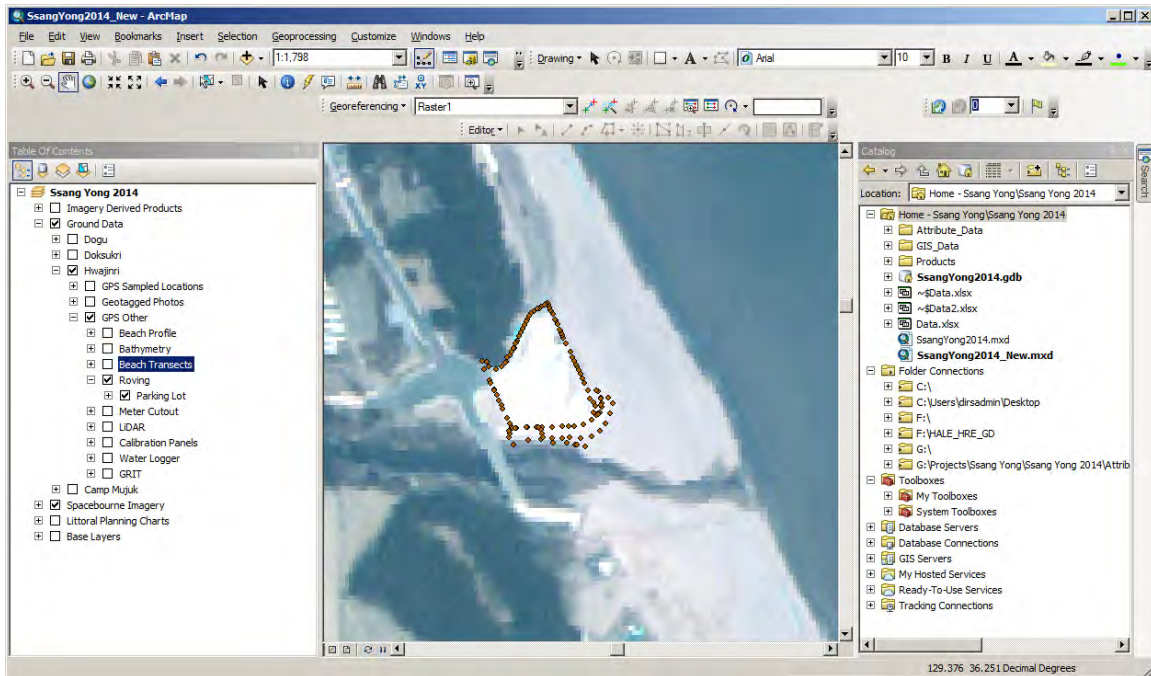 SsangYong2014_New - ArcMap
File Edit View Bookmarks Insert Selection Geoprocessing Customize Windows Help
1:1,798 Drawing Arial 10 B I U A
Georeferencing Raster1 0
Editor
Table Of Contents
Ssang Yong 2014
Imagery Derived Products
Ground Data
Dogu
Doksukri
Hwajinri
GPS Sampled Locations
Geotagged Photos
GPS Other
Beach Profile
Bathymetry
Beach Transects
Roving
Parking Lot
Meter Cutout
LiDAR
Calibration Panels
Water Logger
GRIT
Camp Mujuk
Spacebourne Imagery
Littoral Planning Charts
Base Layers
Catalog
Location: Home - Ssang Yong\Ssang Yong 2014
Home - Ssang Yong\Ssang Yong 2014
Attribute_Data
GIS_Data
Products
SsangYong2014.gdb
~$Data.xlsx
~$Data2.xlsx
Data.xlsx
SsangYong2014.mxd
SsangYong2014_New.mxd
Folder Connections
C:\
C:\Users\dirsadmin\Desktop
F:\
F:\HALE_HRE_GD
G:\
G:\Projects\Ssang Yong\Ssang Yong 2014\Attrib
Toolboxes
My Toolboxes
System Toolboxes
Database Servers
Database Connections
GIS Servers
My Hosted Services
Ready-To-Use Services
Tracking Connections
Search
129.376 36.251 Decimal Degrees